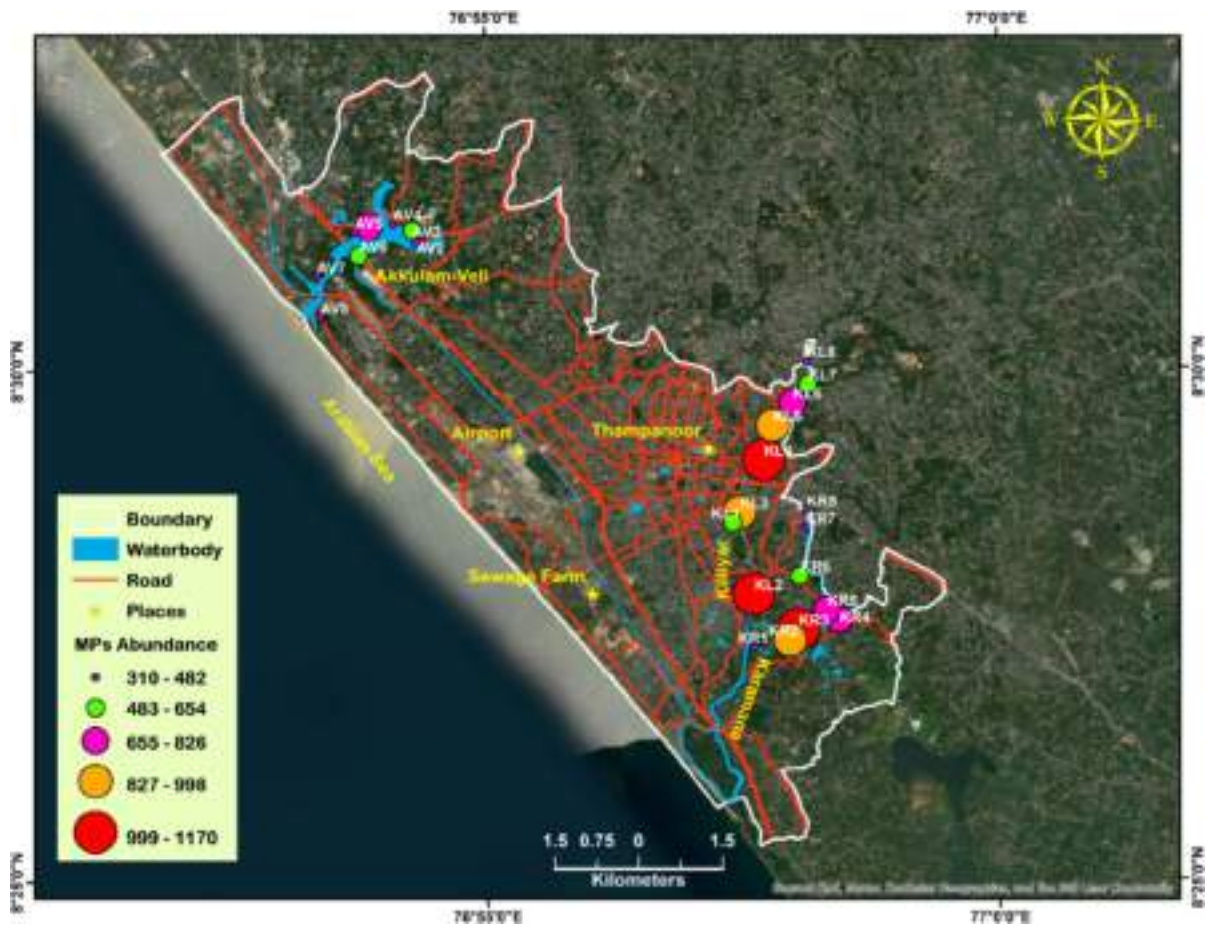 76°55'0"E
77°0'0"E
N
W
E
S
AV4
AV5
AV3
AV6
AV7
Akkulam-Veli
8°30'0"N
8°30'0"N
KL8
KL7
KL6
Arabian Sea
Airport
Thampanoor
KL4
KL3
KR8
KR7
KR6
Killiyar
Sewage Farm
KL2
KR5
KR4
KR3
KR2
KR1
Karamana
Boundary
Waterbody
Road
Places
MPs Abundance
310 - 482
483 - 654
655 - 826
827 - 998
999 - 1170
1.5 0.75 0 1.5
Kilometers
8°25'0"N
8°25'0"N
76°55'0"E
77°0'0"E